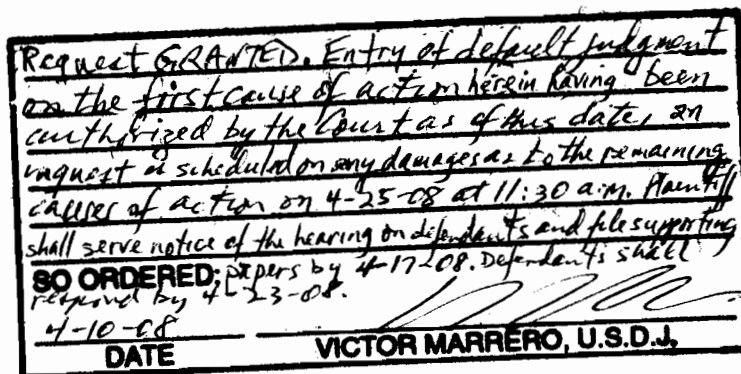 Request GRANTED. Entry of default judgment
on the first cause of action herein having been
authorized by the Court as of this date, an
inquest is scheduled on any damages as to the remaining
causes of action on 4-25-08 at 11:30 a.m. Plaintiff
shall serve notice of the hearing on defendants and file supporting
SO ORDERED: papers by 4-17-08. Defendants shall
respond by 4-23-08.
4-10-08
DATE VICTOR MARRERO, U.S.D.J.